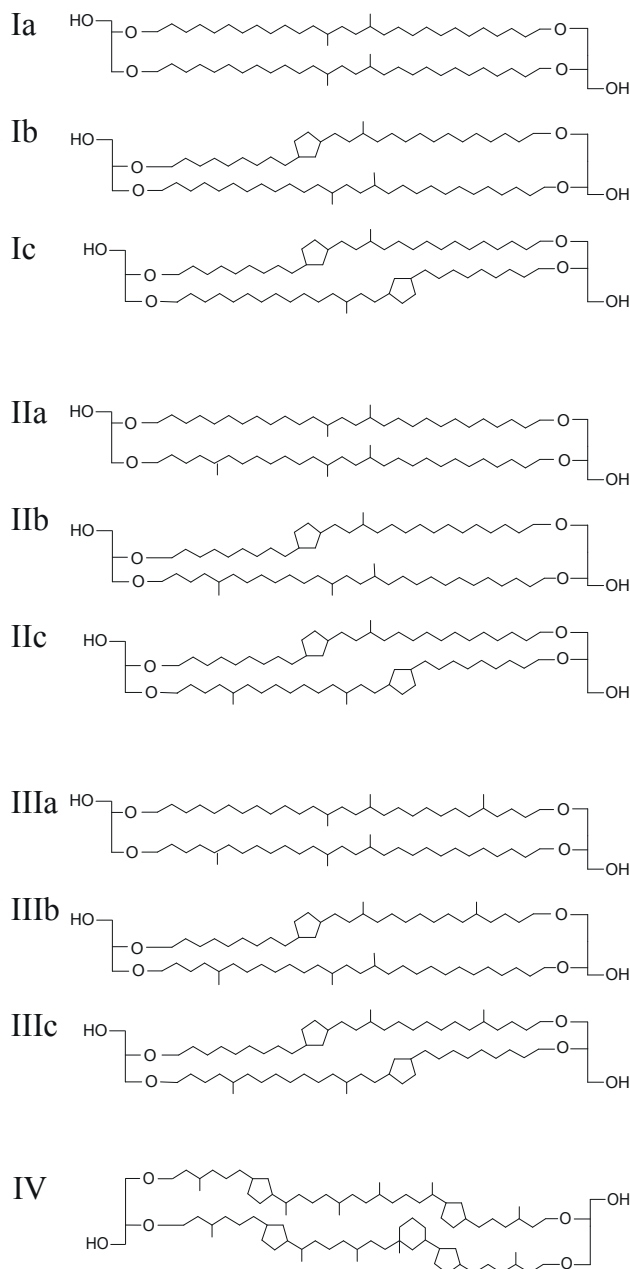 Ia HO O O O O OH
Ib HO O O O O OH
Ic HO O O O O OH
IIa HO O O O O OH
IIb HO O O O O OH
IIc HO O O O O OH
IIIa HO O O O O OH
IIIb HO O O O O OH
IIIc HO O O O O OH
IV O O OH
HO O O